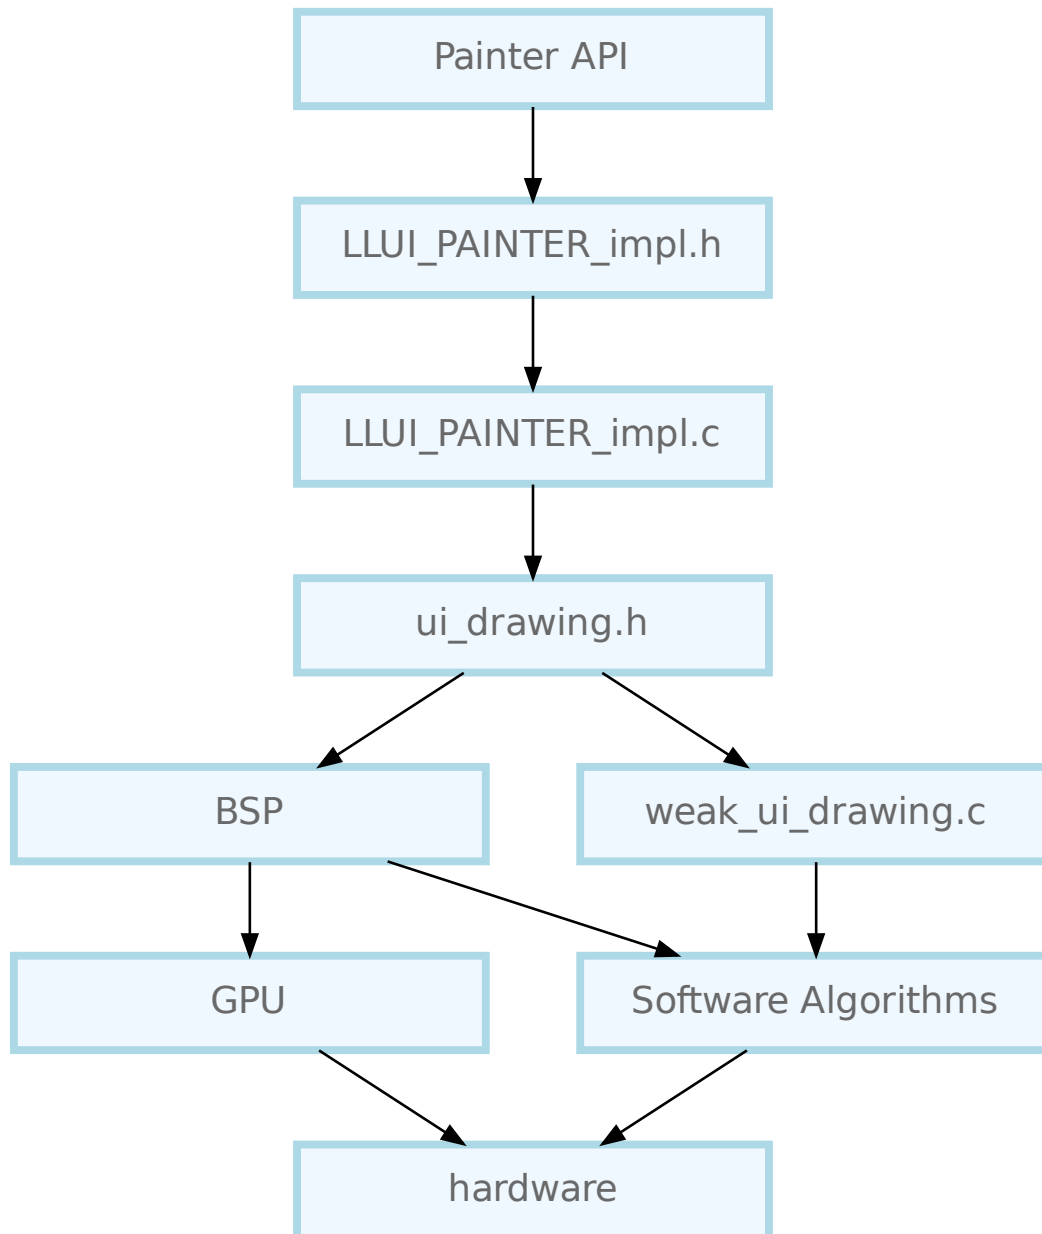 Painter API
LLUI_PAINTER_impl.h
LLUI_PAINTER_impl.c
ui_drawing.h
BSP
weak_ui_drawing.c
GPU
Software Algorithms
hardware